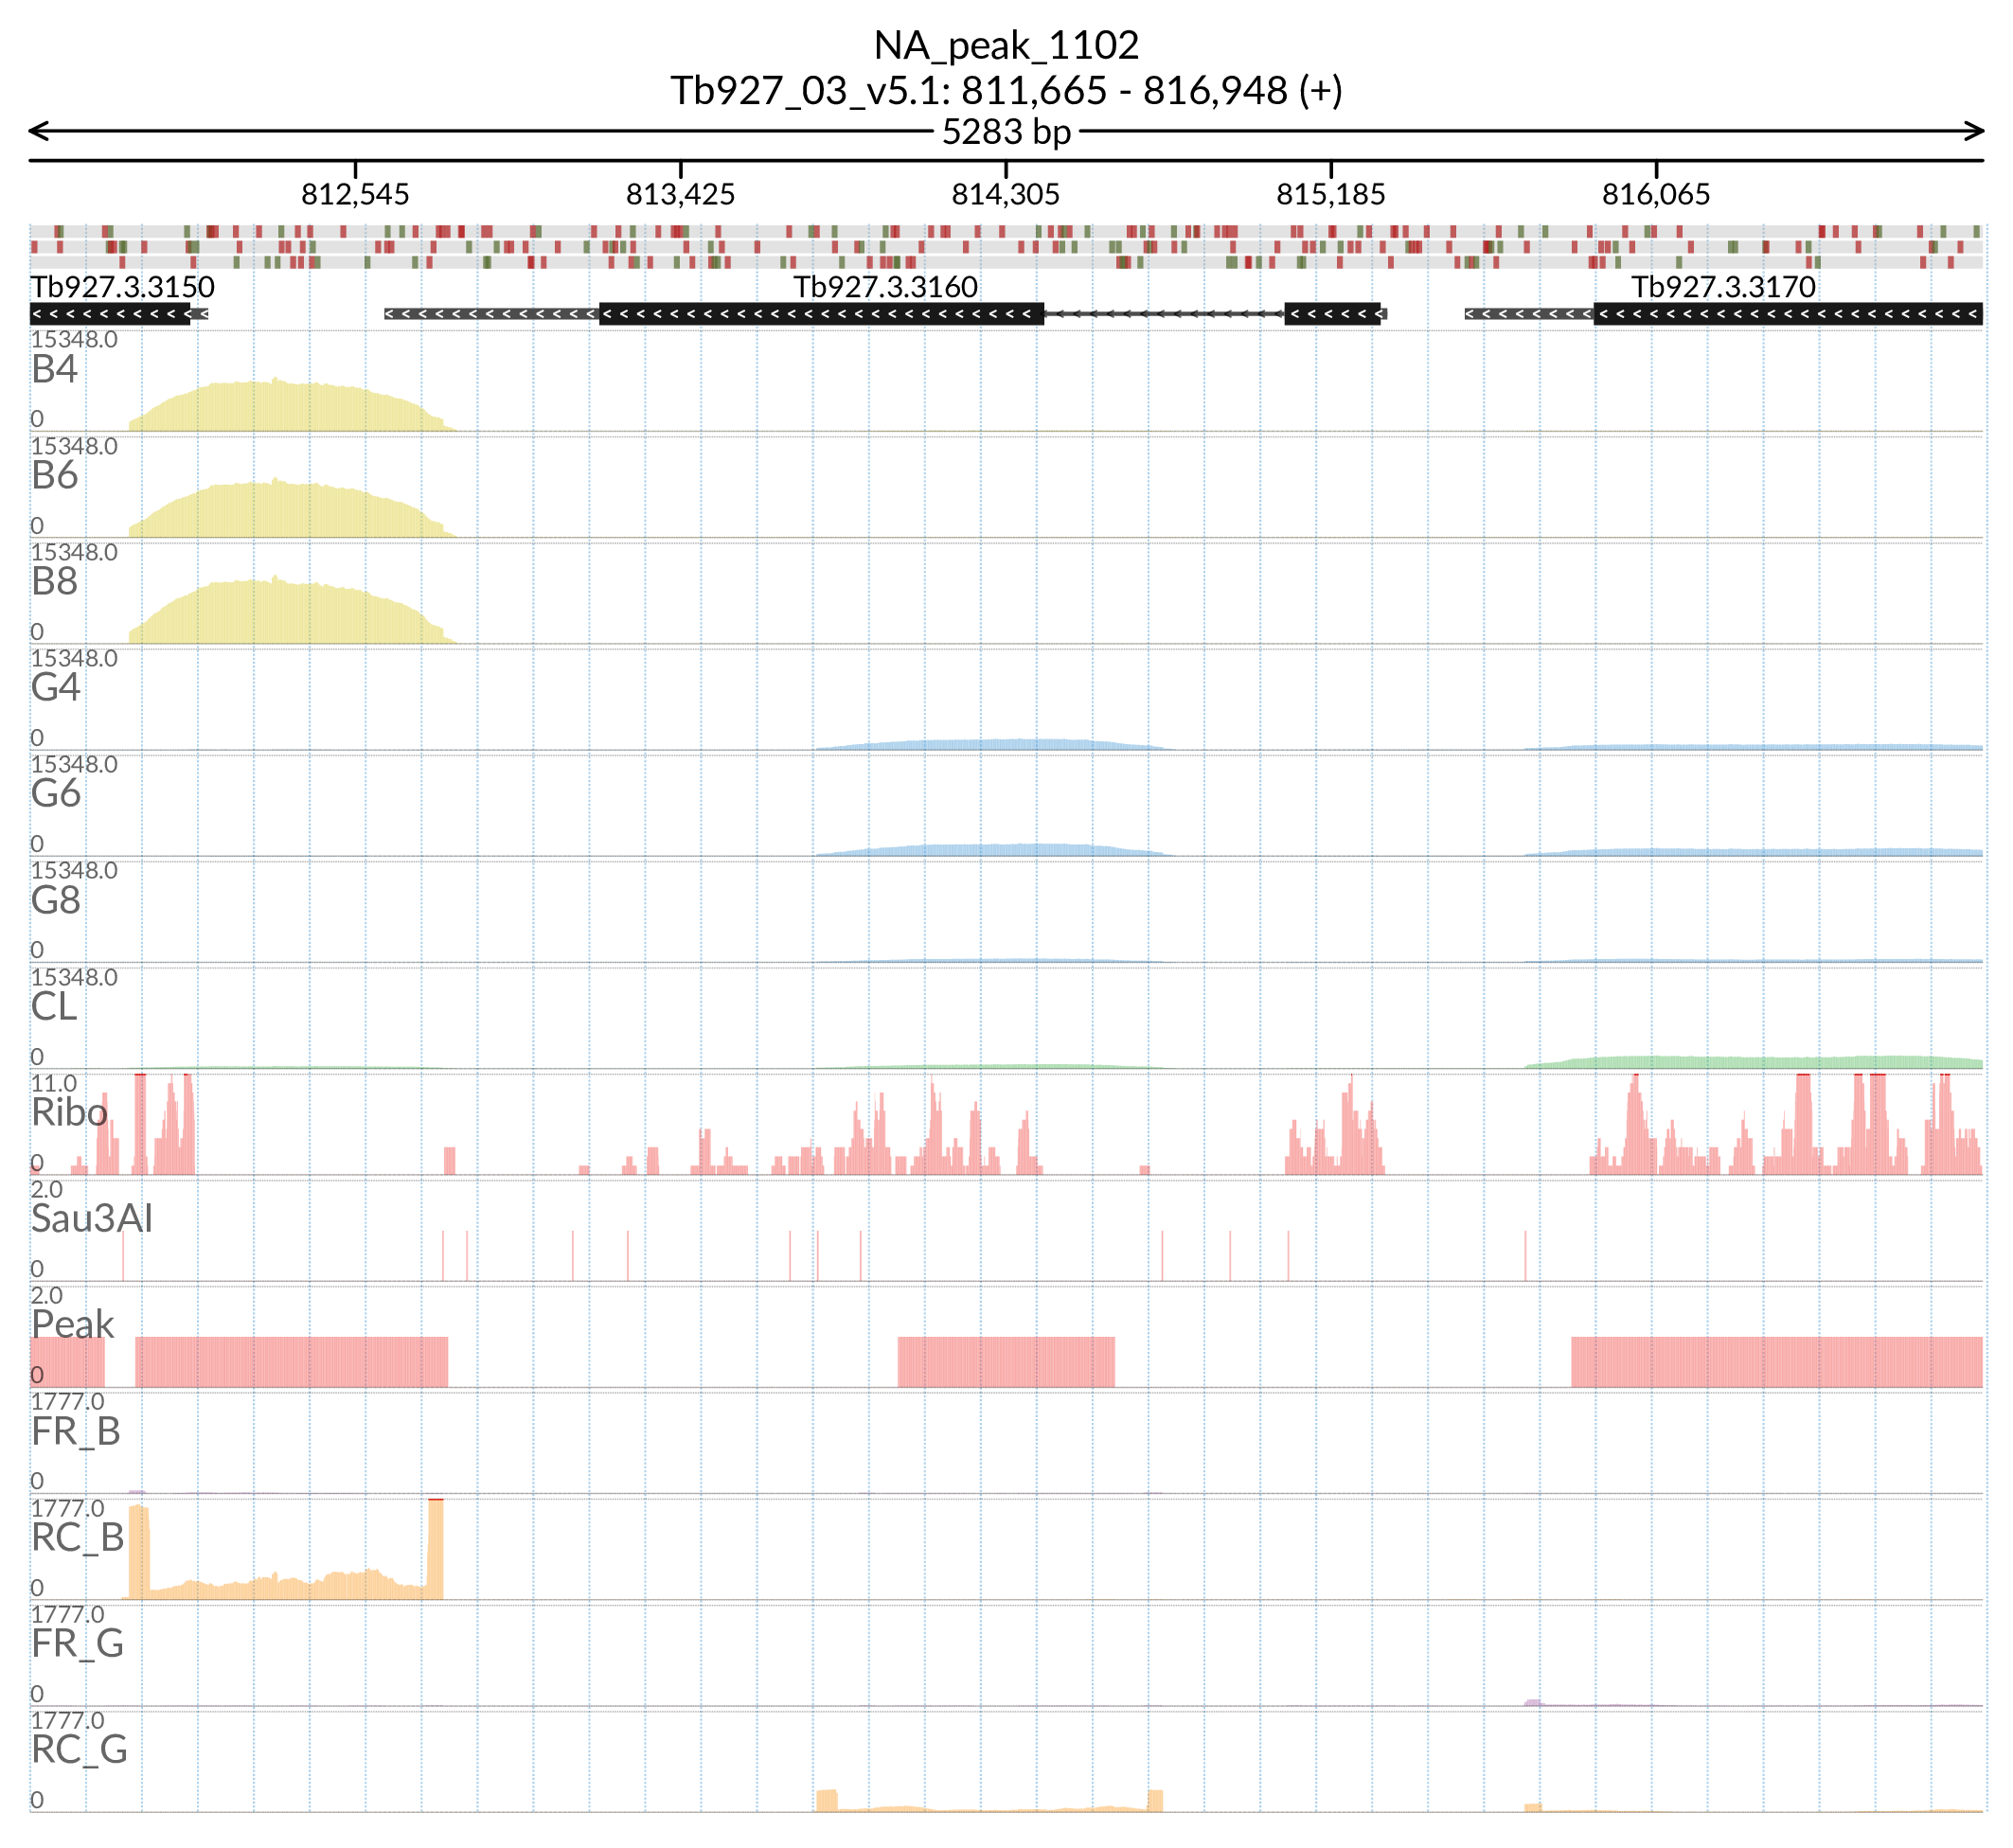 NA_peak_1102
Tb927_03_v5.1: 811,665 - 816,948 (+)
5283 bp
812,545 813,425 814,305 815,185 816,065
Tb927.3.3150 Tb927.3.3160 Tb927.3.3170
15348.0
B4
0
15348.0
B6
0
15348.0
B8
0
15348.0
G4
0
15348.0
G6
0
15348.0
G8
0
15348.0
CL
0
11.0
Ribo
0
2.0
Sau3AI
0
2.0
Peak
0
1777.0
FR_B
0
1777.0
RC_B
0
1777.0
FR_G
0
1777.0
RC_G
0